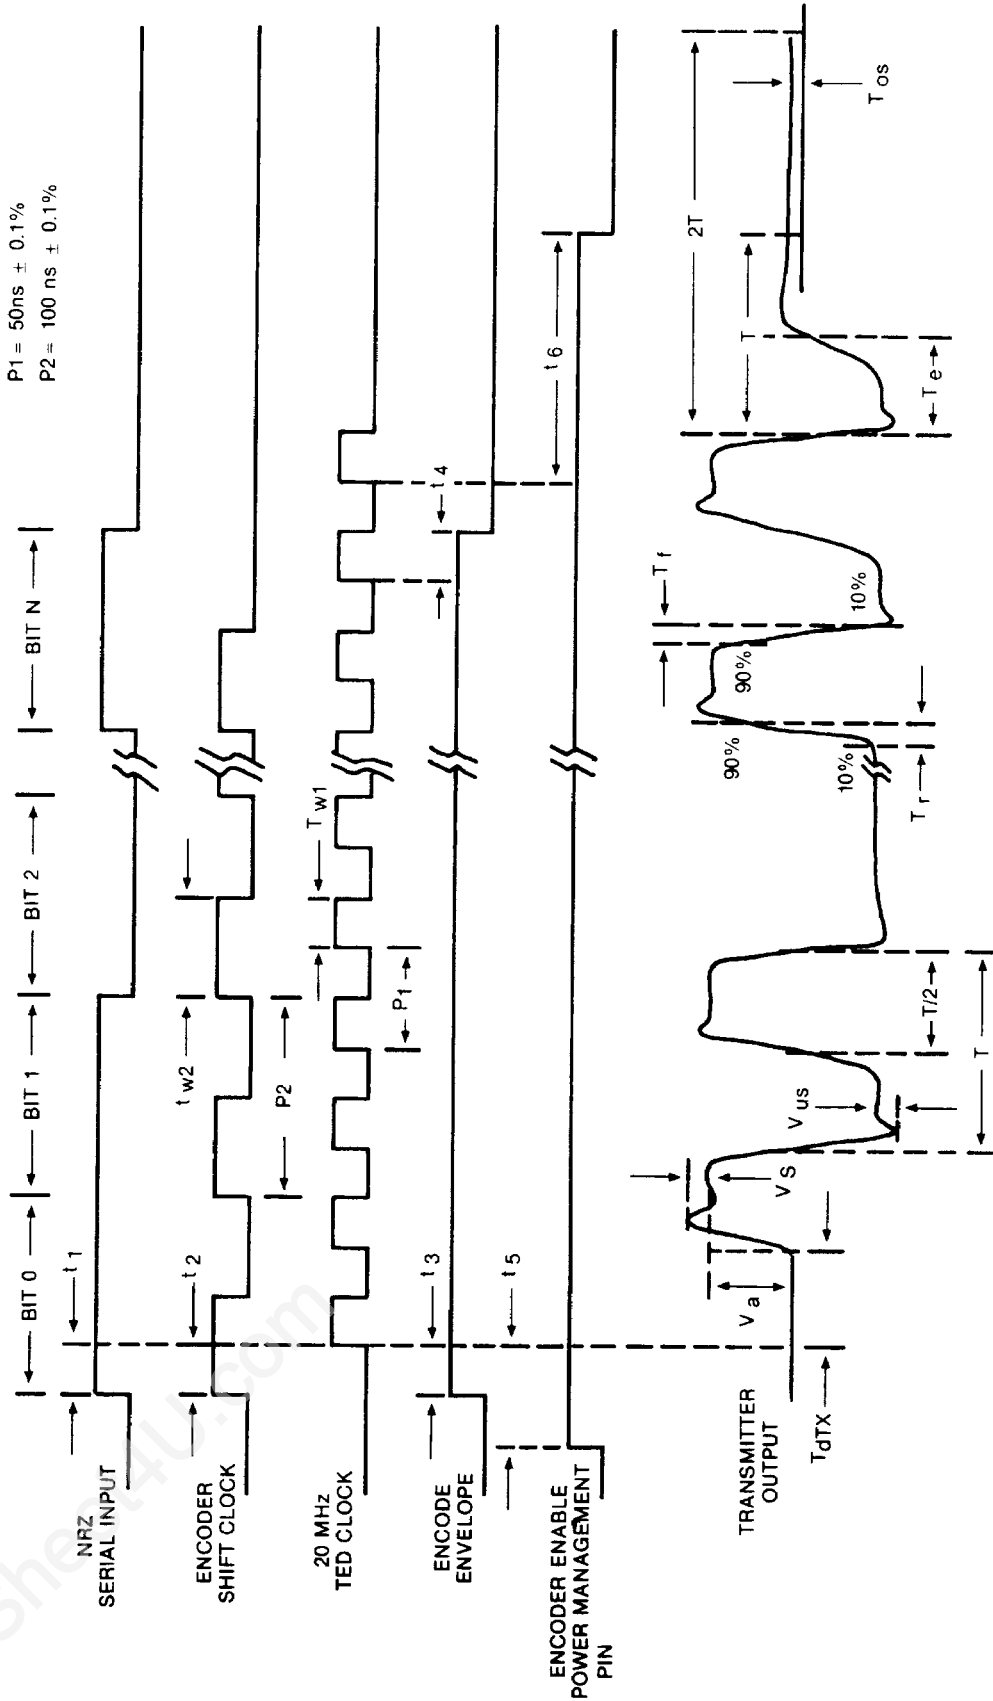 P1 = 50ns ± 0.1%
P2 = 100 ns ± 0.1%
BIT 0
BIT 1
BIT 2
BIT N
NRZ
SERIAL INPUT
t1
ENCODER
SHIFT CLOCK
t2
tw2
P2
20 MHz
TED CLOCK
Tw1
P1
ENCODE
ENVELOPE
t3
t4
ENCODER ENABLE
POWER MANAGEMENT
PIN
t5
t6
TRANSMITTER
OUTPUT
TdTX
Va
Vs
Vus
T/2
T
Tr
10%
90%
90%
10%
Tf
Te
T
2T
Tos